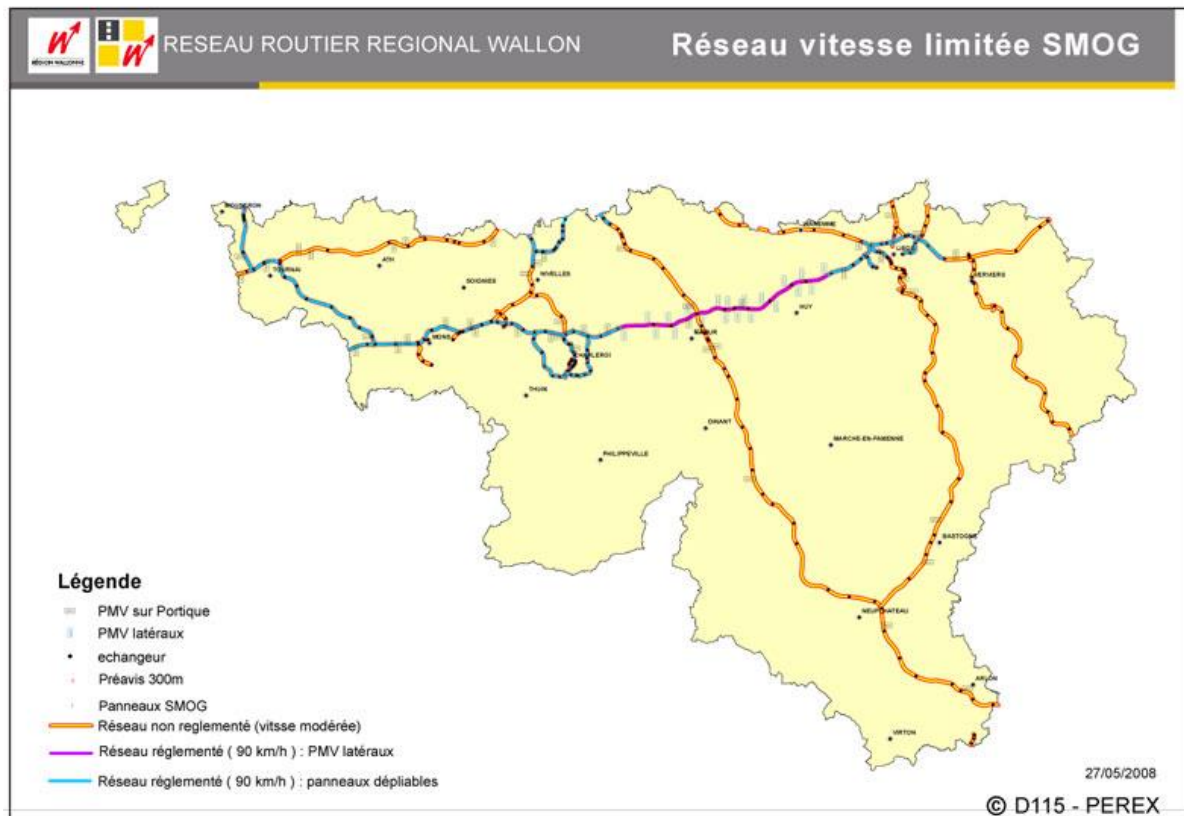 RÉGION WALLONNE
RESEAU ROUTIER REGIONAL WALLON
Réseau vitesse limitée SMOG
TOURNAI
ATH
SOIGNIES
NIVELLES
MONS
CHARLEROI
THUIN
NAMUR
HUY
WAREMME
LIEGE
VERVIERS
DINANT
PHILIPPEVILLE
MARCHE-EN-FAMENNE
BASTOGNE
NEUFCHATEAU
ARLON
VIRTON
Légende
PMV sur Portique
PMV latéraux
echangeur
Préavis 300m
Panneaux SMOG
Réseau non reglementé (vitsse modérée)
Réseau réglementé ( 90 km/h ) : PMV latéraux
Réseau réglementé ( 90 km/h ) : panneaux dépliables
27/05/2008
© D115 - PEREX